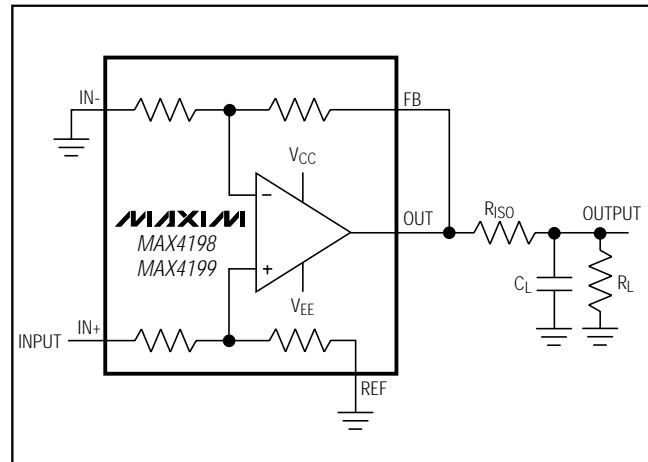 IN-
FB
VCC
−
MAXIM
MAX4198
MAX4199
OUT
RISO
OUTPUT
+
CL
RL
VEE
INPUT
IN+
REF